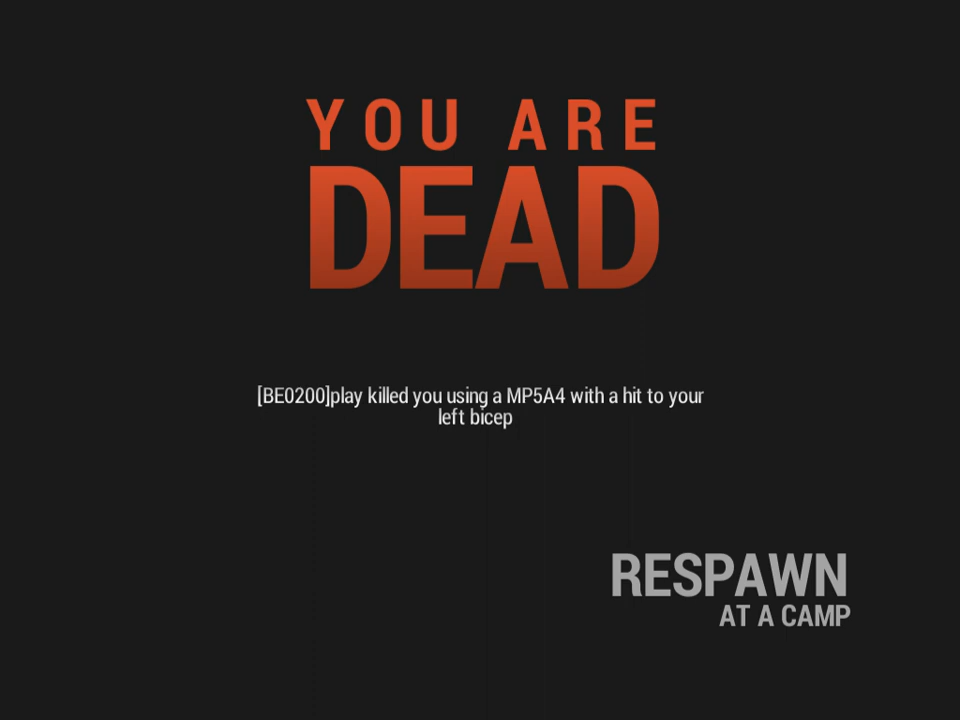 YOU ARE
DEAD
[BE0200]play killed you using a MP5A4 with a hit to your
left bicep
RESPAWN
AT A CAMP